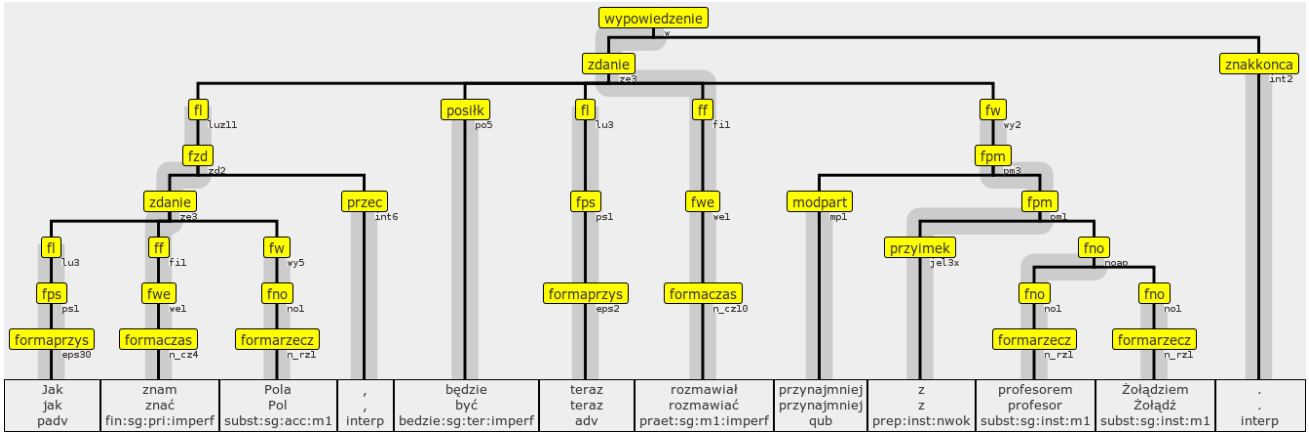 wypowiedzenie
w
zdanie znakkonca
ze3 int2
fl posiłk fl ff fw
luz11 po5 lu3 fi1 wy2
fzd fpm
zd2 pm3
zdanie przec fps fwe modpart fpm
ze3 int6 ps1 we1 mp1 pm1
fl ff fw przyimek fno
lu3 fi1 wy5 je13x noap
fps fwe fno formaprzys formaczas fno fno
ps1 we1 no1 eps2 n_cz10 no1 no1
formaprzys formaczas formarzecz formarzecz formarzecz
eps30 n_cz4 n_rz1 n_rz1 n_rz1
Jak znam Pola , będzie teraz rozmawiał przynajmniej z profesorem Żołądziem .
jak znać Pol , być teraz rozmawiać przynajmniej z profesor Żołądź .
padv fin:sg:pri:imperf subst:sg:acc:m1 interp bedzie:sg:ter:imperf adv praet:sg:m1:imperf qub prep:inst:nwok subst:sg:inst:m1 subst:sg:inst:m1 interp